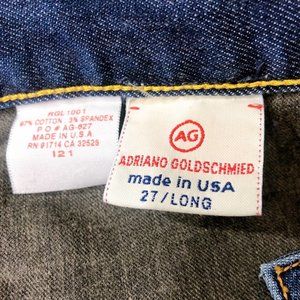 RGL1001
97% COTTON 3% SPANDEX
P O # AG-627
MADE IN U.S.A.
RN 91714 CA 32528
121
AG
ADRIANO GOLDSCHMIED
made in USA
27/LONG